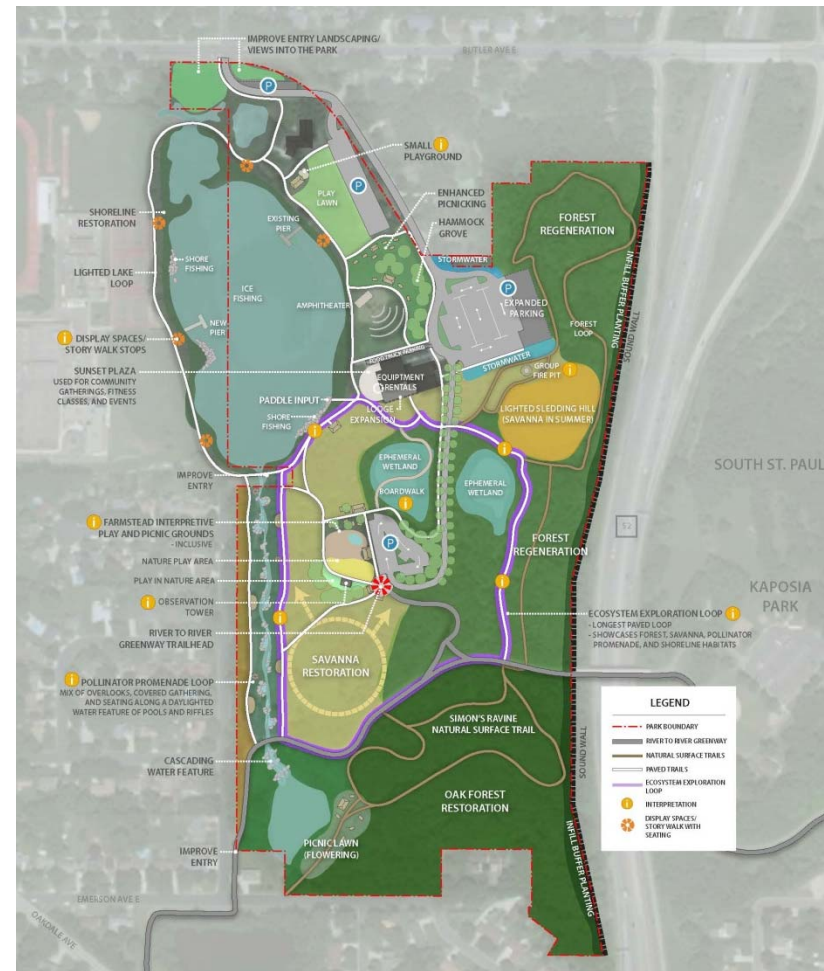 IMPROVE ENTRY LANDSCAPING/
VIEWS INTO THE PARK
BUTLER AVE E
P
SMALL i
PLAYGROUND
PLAY
LAWN
P
ENHANCED
PICNICKING
HAMMOCK
GROVE
SHORELINE
RESTORATION
EXISTING
PIER
FOREST
REGENERATION
STORMWATER
LIGHTED LAKE
LOOP
SHORE
FISHING
ICE
FISHING
P
EXPANDED
PARKING
AMPHITHEATER
NEW
PIER
FOREST
LOOP
INFILL BUFFER PLANTING
SOUND WALL
i DISPLAY SPACES/
STORY WALK STOPS
FOOD TRUCK PARKING
STORMWATER
SUNSET PLAZA
USED FOR COMMUNITY
GATHERINGS, FITNESS
CLASSES, AND EVENTS
EQUIPTMENT
RENTALS
GROUP
FIRE PIT
i
PADDLE INPUT
LODGE
EXPANSION
LIGHTED SLEDDING HILL
(SAVANNA IN SUMMER)
SHORE
FISHING
i
i
IMPROVE
ENTRY
EPHEMERAL
WETLAND
BOARDWALK
i
EPHEMERAL
WETLAND
SOUTH ST. PAUL
i FARMSTEAD INTERPRETIVE
PLAY AND PICNIC GROUNDS
- INCLUSIVE
P
FOREST
REGENERATION
52
NATURE PLAY AREA
PLAY IN NATURE AREA
i
KAPOSIA
PARK
i OBSERVATION
TOWER
i
ECOSYSTEM EXPLORATION LOOP i
- LONGEST PAVED LOOP
- SHOWCASES FOREST, SAVANNA, POLLINATOR
PROMENADE, AND SHORELINE HABITATS
RIVER TO RIVER
GREENWAY TRAILHEAD
SAVANNA
RESTORATION
i POLLINATOR PROMENADE LOOP
MIX OF OVERLOOKS, COVERED GATHERING,
AND SEATING ALONG A DAYLIGHTED
WATER FEATURE OF POOLS AND RIFFLES
SIMON'S RAVINE
NATURAL SURFACE TRAIL
CASCADING
WATER FEATURE
OAK FOREST
RESTORATION
SOUND WALL
INFILL BUFFER PLANTING
LEGEND
PARK BOUNDARY
RIVER TO RIVER GREENWAY
NATURAL SURFACE TRAILS
PAVED TRAILS
ECOSYSTEM EXPLORATION
LOOP
i INTERPRETATION
DISPLAY SPACES/
STORY WALK WITH
SEATING
IMPROVE
ENTRY
PICNIC LAWN
(FLOWERING)
EMERSON AVE E
OAKDALE AVE